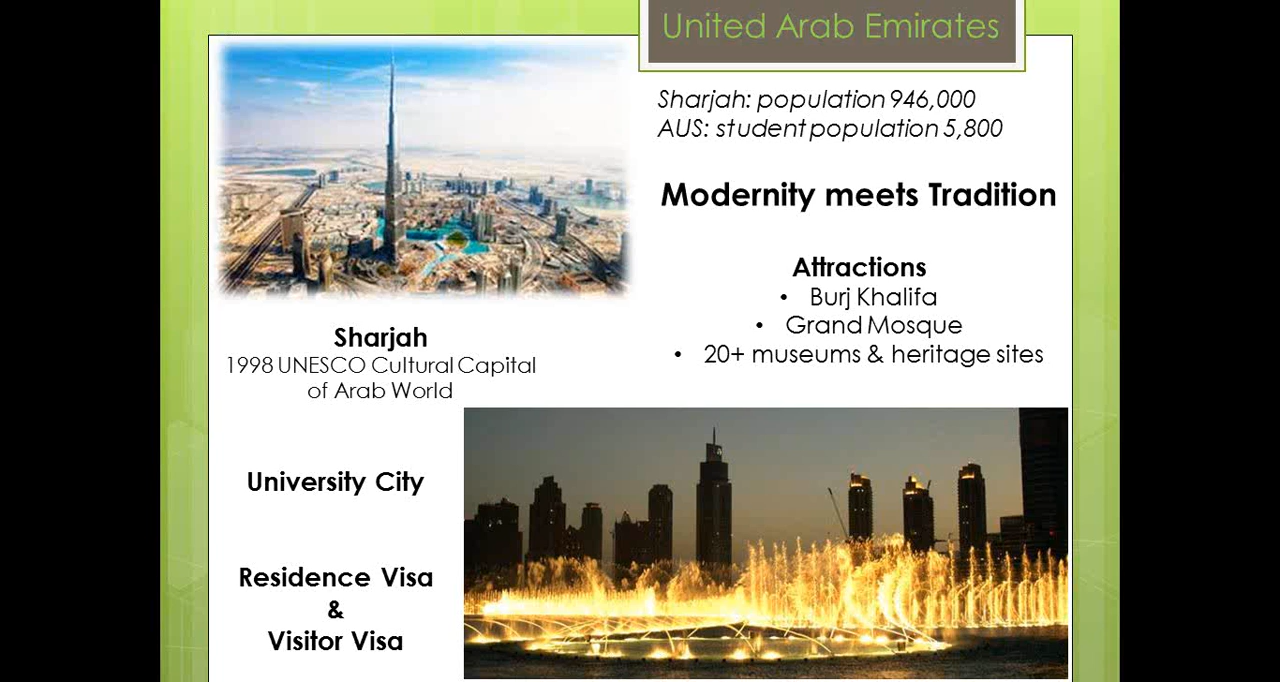 United Arab Emirates
Sharjah: population 946,000
AUS: student population 5,800
Modernity meets Tradition
Attractions
• Burj Khalifa
• Grand Mosque
• 20+ museums & heritage sites
Sharjah
1998 UNESCO Cultural Capital
of Arab World
University City
Residence Visa
&
Visitor Visa